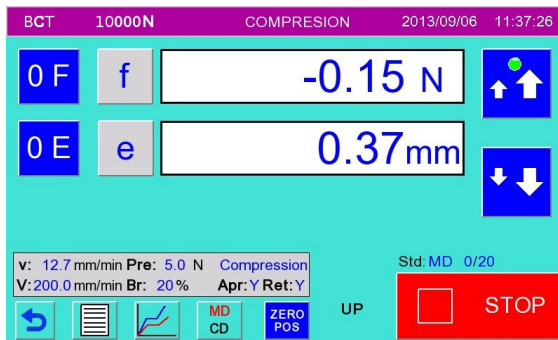 BCT 10000N COMPRESION 2013/09/06 11:37:26
0 F f -0.15 N
0 E e 0.37mm
v: 12.7 mm/min Pre: 5.0 N Compression
V:200.0 mm/min Br: 20% Apr:Y Ret:Y
Std:MD 0/20
MD
CD
ZERO
POS
UP
STOP